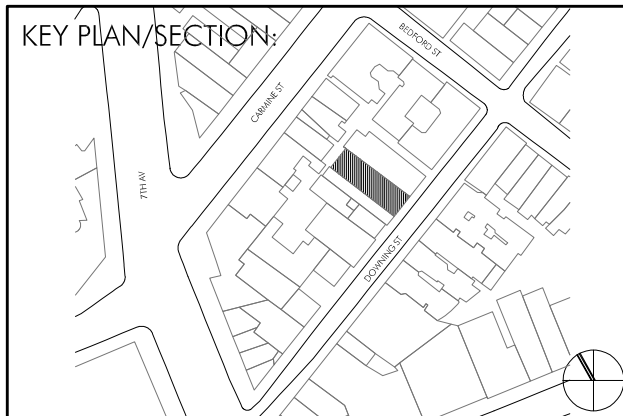 KEY PLAN/SECTION:
BEDFORD ST
CARMINE ST
7TH AV
DOWNING ST